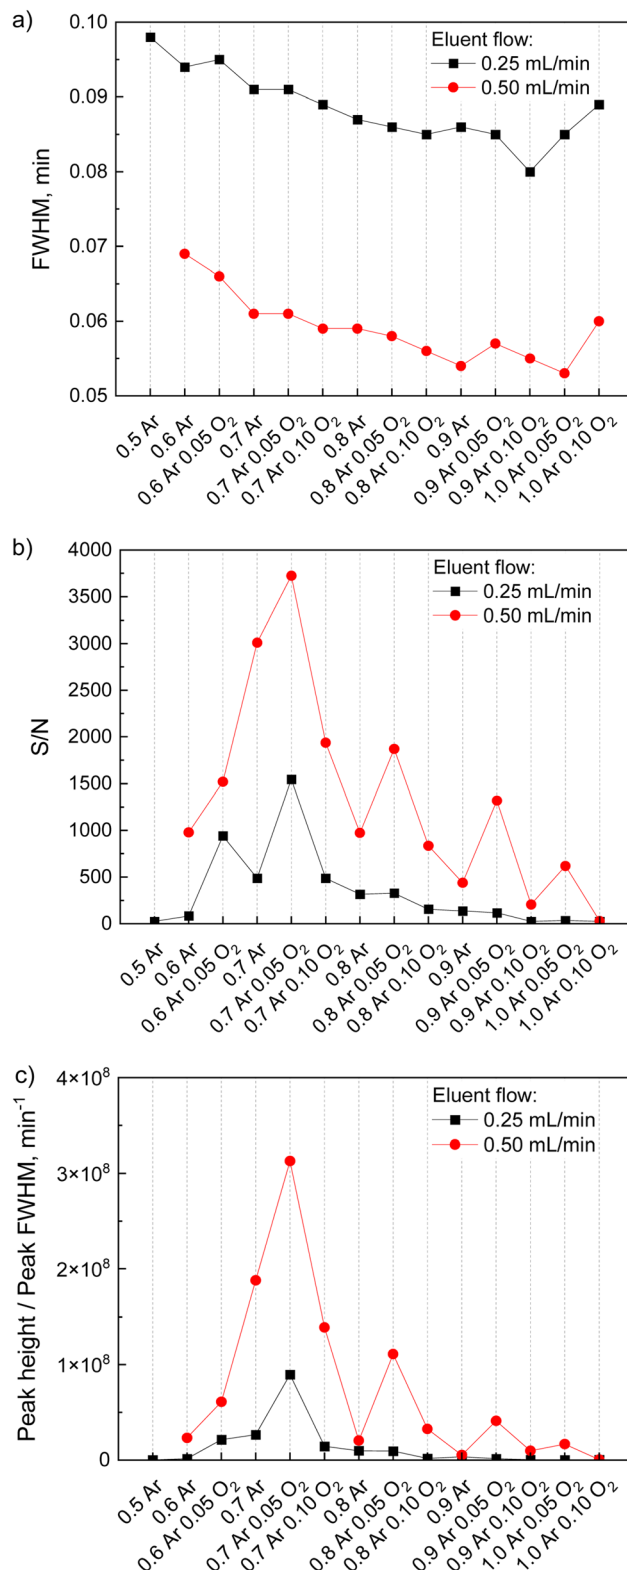 a)
0.10
0.09
0.08
0.07
0.06
0.05
FWHM, min
Eluent flow:
0.25 mL/min
0.50 mL/min
0.5 Ar
0.6 Ar
0.6 Ar 0.05 O₂
0.7 Ar
0.7 Ar 0.05 O₂
0.7 Ar 0.10 O₂
0.8 Ar
0.8 Ar 0.05 O₂
0.8 Ar 0.10 O₂
0.9 Ar
0.9 Ar 0.05 O₂
0.9 Ar 0.10 O₂
1.0 Ar 0.05 O₂
1.0 Ar 0.10 O₂
b)
4000
3500
3000
2500
2000
1500
1000
500
0
S/N
Eluent flow:
0.25 mL/min
0.50 mL/min
0.5 Ar
0.6 Ar
0.6 Ar 0.05 O₂
0.7 Ar
0.7 Ar 0.05 O₂
0.7 Ar 0.10 O₂
0.8 Ar
0.8 Ar 0.05 O₂
0.8 Ar 0.10 O₂
0.9 Ar
0.9 Ar 0.05 O₂
0.9 Ar 0.10 O₂
1.0 Ar 0.05 O₂
1.0 Ar 0.10 O₂
c)
4×10⁸
3×10⁸
2×10⁸
1×10⁸
0
Peak height / Peak FWHM, min⁻¹
Eluent flow:
0.25 mL/min
0.50 mL/min
0.5 Ar
0.6 Ar
0.6 Ar 0.05 O₂
0.7 Ar
0.7 Ar 0.05 O₂
0.7 Ar 0.10 O₂
0.8 Ar
0.8 Ar 0.05 O₂
0.8 Ar 0.10 O₂
0.9 Ar
0.9 Ar 0.05 O₂
0.9 Ar 0.10 O₂
1.0 Ar 0.05 O₂
1.0 Ar 0.10 O₂